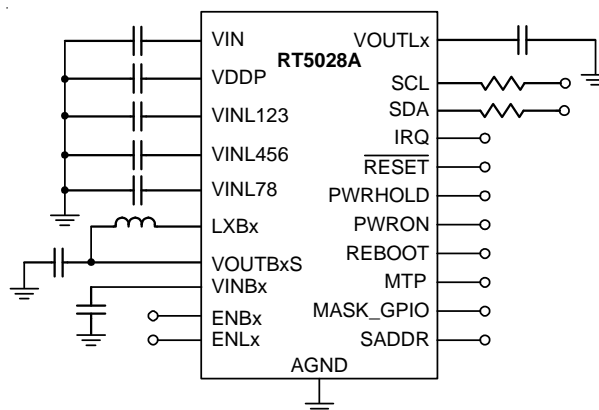 VIN
VDDP
VINL123
VINL456
VINL78
LXBx
VOUTBxS
VINBx
ENBx
ENLx
RT5028A
VOUTLx
SCL
SDA
IRQ
RESET
PWRHOLD
PWRON
REBOOT
MTP
MASK_GPIO
SADDR
AGND